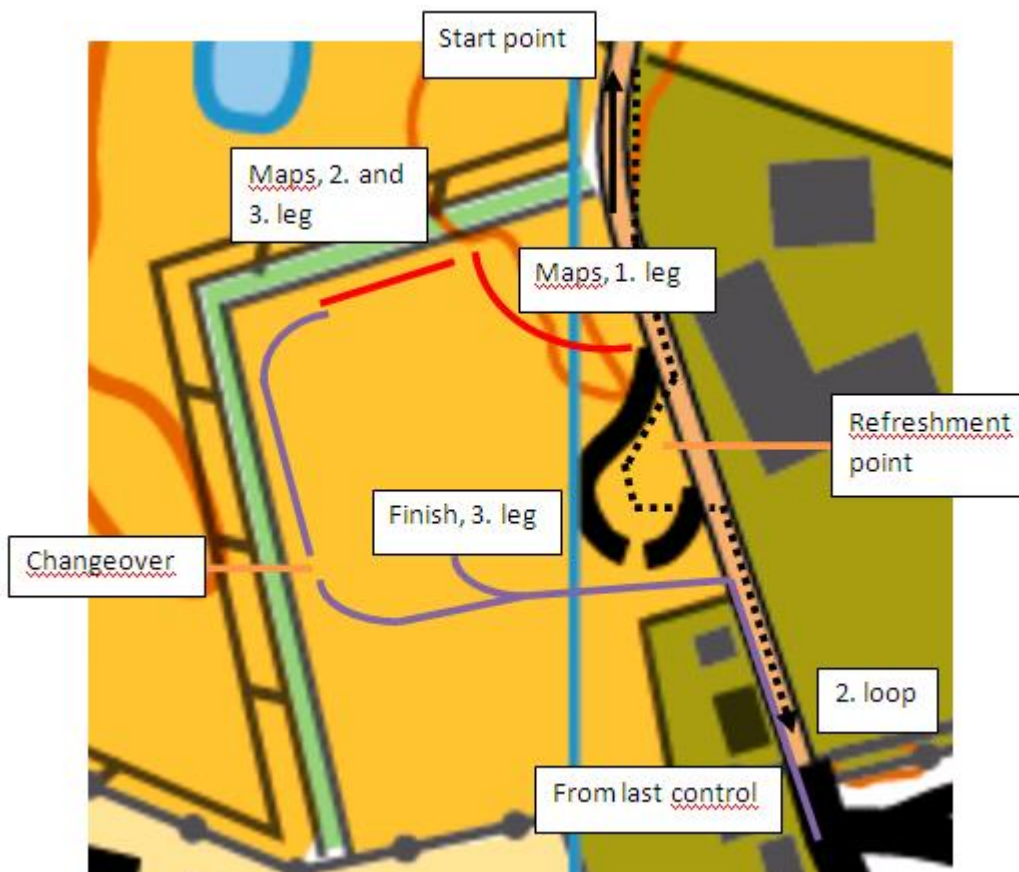 Start point
Maps, 2. and
3. leg
Maps, 1. leg
Refreshment
point
Finish, 3. leg
Changeover
2. loop
From last control